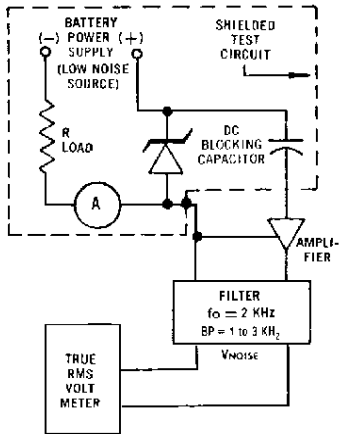 BATTERY
(-) POWER (+)
SUPPLY
(LOW NOISE
SOURCE)
SHIELDED
TEST
CIRCUIT
R
LOAD
DC
BLOCKING
CAPACITOR
A
AMPLI-
FIER
FILTER
fo = 2 KHz
BP = 1 to 3 KHz
VNOISE
TRUE
RMS
VOLT
METER